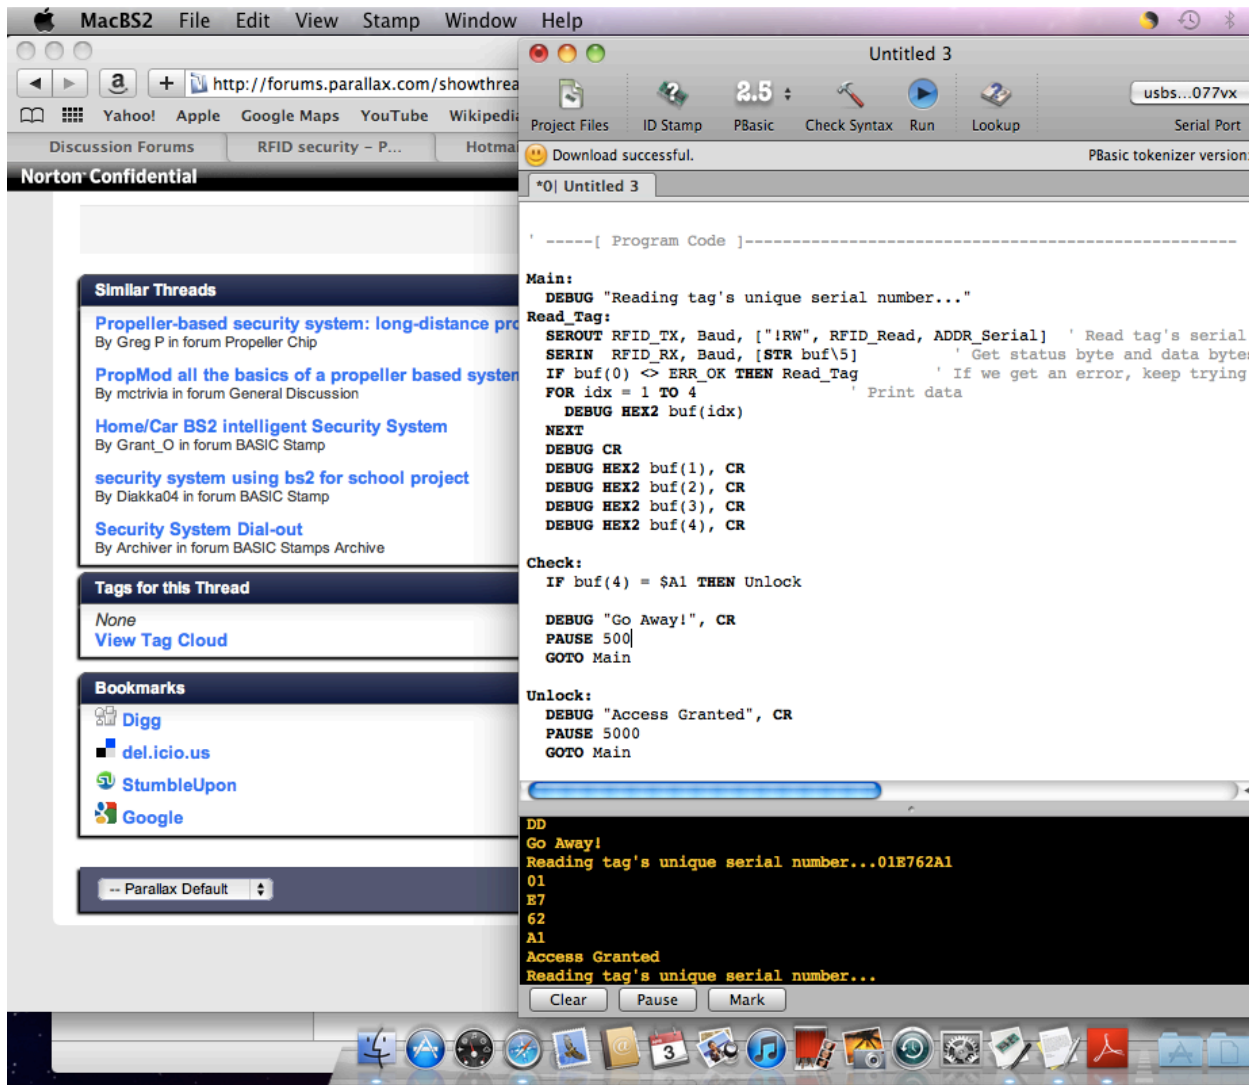 MacBS2 File Edit View Stamp Window Help
http://forums.parallax.com/showthrea
Yahoo! Apple Google Maps YouTube Wikipedia
Discussion Forums RFID security – P... Hotmai
Norton Confidential
Similar Threads
Propeller-based security system: long-distance pro
By Greg P in forum Propeller Chip
PropMod all the basics of a propeller based system
By mctrivia in forum General Discussion
Home/Car BS2 intelligent Security System
By Grant_O in forum BASIC Stamp
security system using bs2 for school project
By Diakka04 in forum BASIC Stamp
Security System Dial-out
By Archiver in forum BASIC Stamps Archive
Tags for this Thread
None
View Tag Cloud
Bookmarks
Digg
del.icio.us
StumbleUpon
Google
-- Parallax Default
Untitled 3
2.5
usbs...077vx
Project Files ID Stamp PBasic Check Syntax Run Lookup Serial Port
Download successful. PBasic tokenizer version:
*0| Untitled 3
' -----[ Program Code ]----------------------------------------------------
Main:
DEBUG "Reading tag's unique serial number..."
Read_Tag:
SEROUT RFID_TX, Baud, ["!RW", RFID_Read, ADDR_Serial] ' Read tag's serial
SERIN RFID_RX, Baud, [STR buf\5] ' Get status byte and data bytes
IF buf(0) <> ERR_OK THEN Read_Tag ' If we get an error, keep trying
FOR idx = 1 TO 4 ' Print data
DEBUG HEX2 buf(idx)
NEXT
DEBUG CR
DEBUG HEX2 buf(1), CR
DEBUG HEX2 buf(2), CR
DEBUG HEX2 buf(3), CR
DEBUG HEX2 buf(4), CR
Check:
IF buf(4) = $A1 THEN Unlock
DEBUG "Go Away!", CR
PAUSE 500
GOTO Main
Unlock:
DEBUG "Access Granted", CR
PAUSE 5000
GOTO Main
DD
Go Away!
Reading tag's unique serial number...01E762A1
01
E7
62
A1
Access Granted
Reading tag's unique serial number...
Clear Pause Mark
3